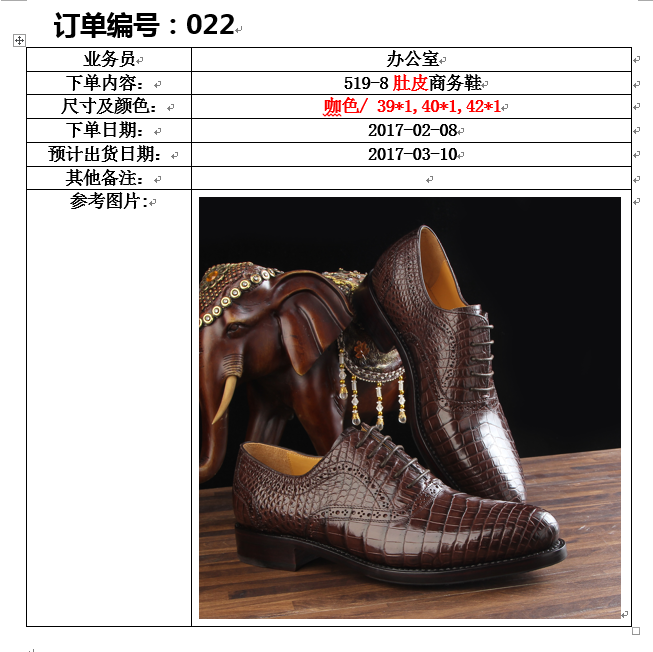 订单编号：022
业务员 办公室
下单内容： 519-8 肚皮商务鞋
尺寸及颜色： 咖色/ 39*1,40*1,42*1
下单日期： 2017-02-08
预计出货日期： 2017-03-10
其他备注：
参考图片: